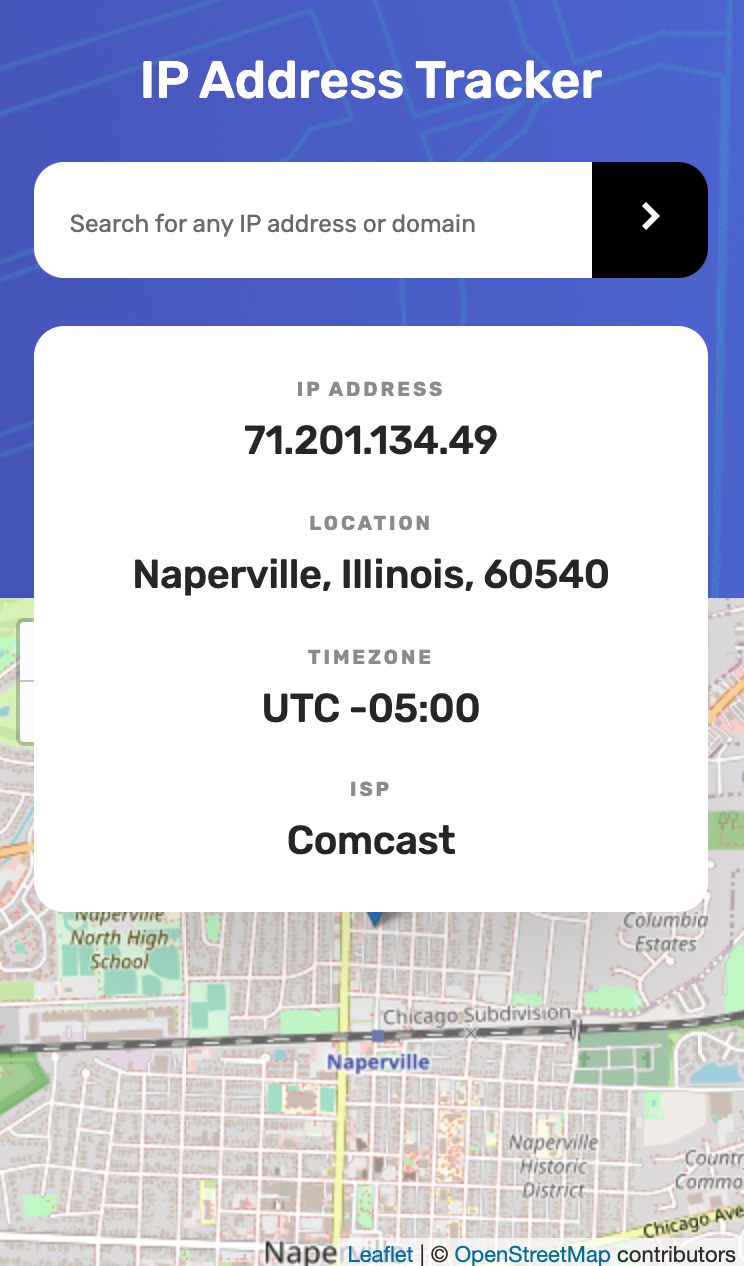 IP Address Tracker
Search for any IP address or domain
IP ADDRESS
71.201.134.49
LOCATION
Naperville, Illinois, 60540
TIMEZONE
UTC -05:00
ISP
Comcast
Naperville
North High
School
Columbia
Estates
Chicago Subdivision
Naperville
Naperville
Historic
District
Countr
Commo
Chicago Ave
Nape
Leaflet | © OpenStreetMap contributors